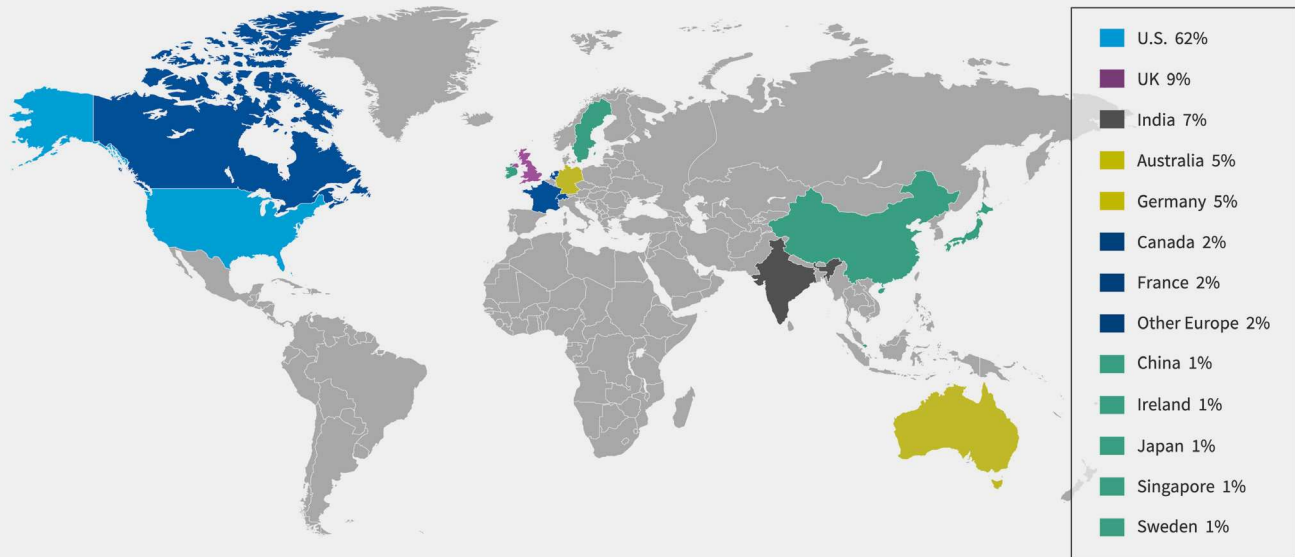 U.S. 62%
UK 9%
India 7%
Australia 5%
Germany 5%
Canada 2%
France 2%
Other Europe 2%
China 1%
Ireland 1%
Japan 1%
Singapore 1%
Sweden 1%